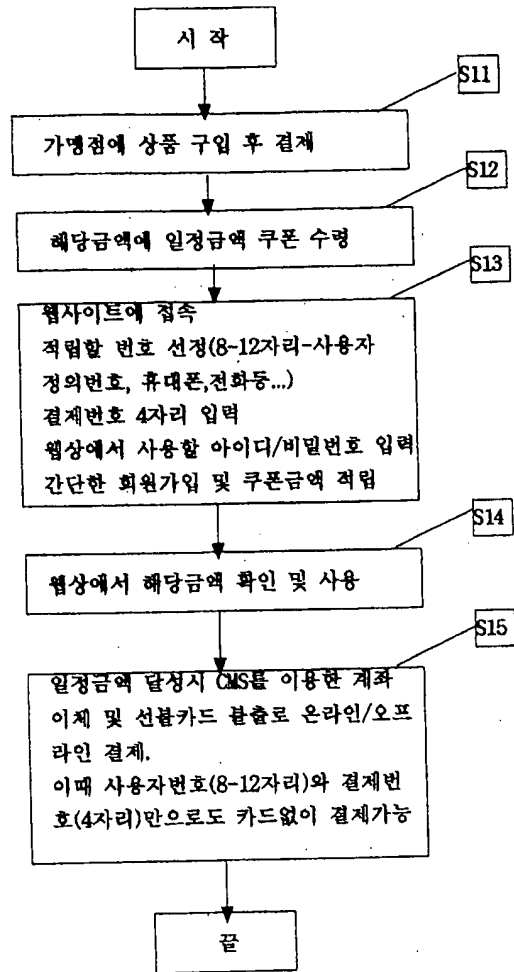 시 작
S11
가맹점에 상품 구입 후 결제
S12
해당금액에 일정금액 쿠폰 수령
S13
웹사이트에 접속
적립할 번호 선정(8-12자리-사용자
정의번호, 휴대폰,전화등...)
결제번호 4자리 입력
웹상에서 사용할 아이디/비밀번호 입력
간단한 회원가입 및 쿠폰금액 적립
S14
웹상에서 해당금액 확인 및 사용
S15
일정금액 달성시 CMS를 이용한 계좌
이체 및 선불카드 불출로 온라인/오프
라인 결제.
이때 사용자번호(8-12자리)와 결제번
호(4자리)만으로도 카드없이 결제가능
끝